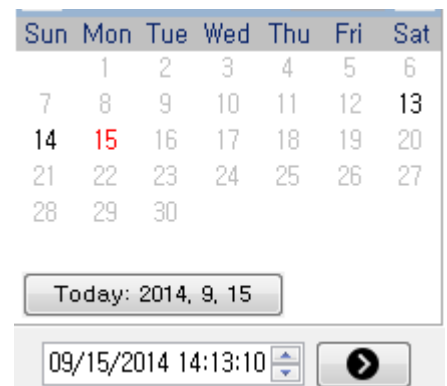 Sun Mon Tue Wed Thu Fri Sat
1 2 3 4 5 6
7 8 9 10 11 12 13
14 15 16 17 18 19 20
21 22 23 24 25 26 27
28 29 30
Today: 2014, 9, 15
09/15/2014 14:13:10